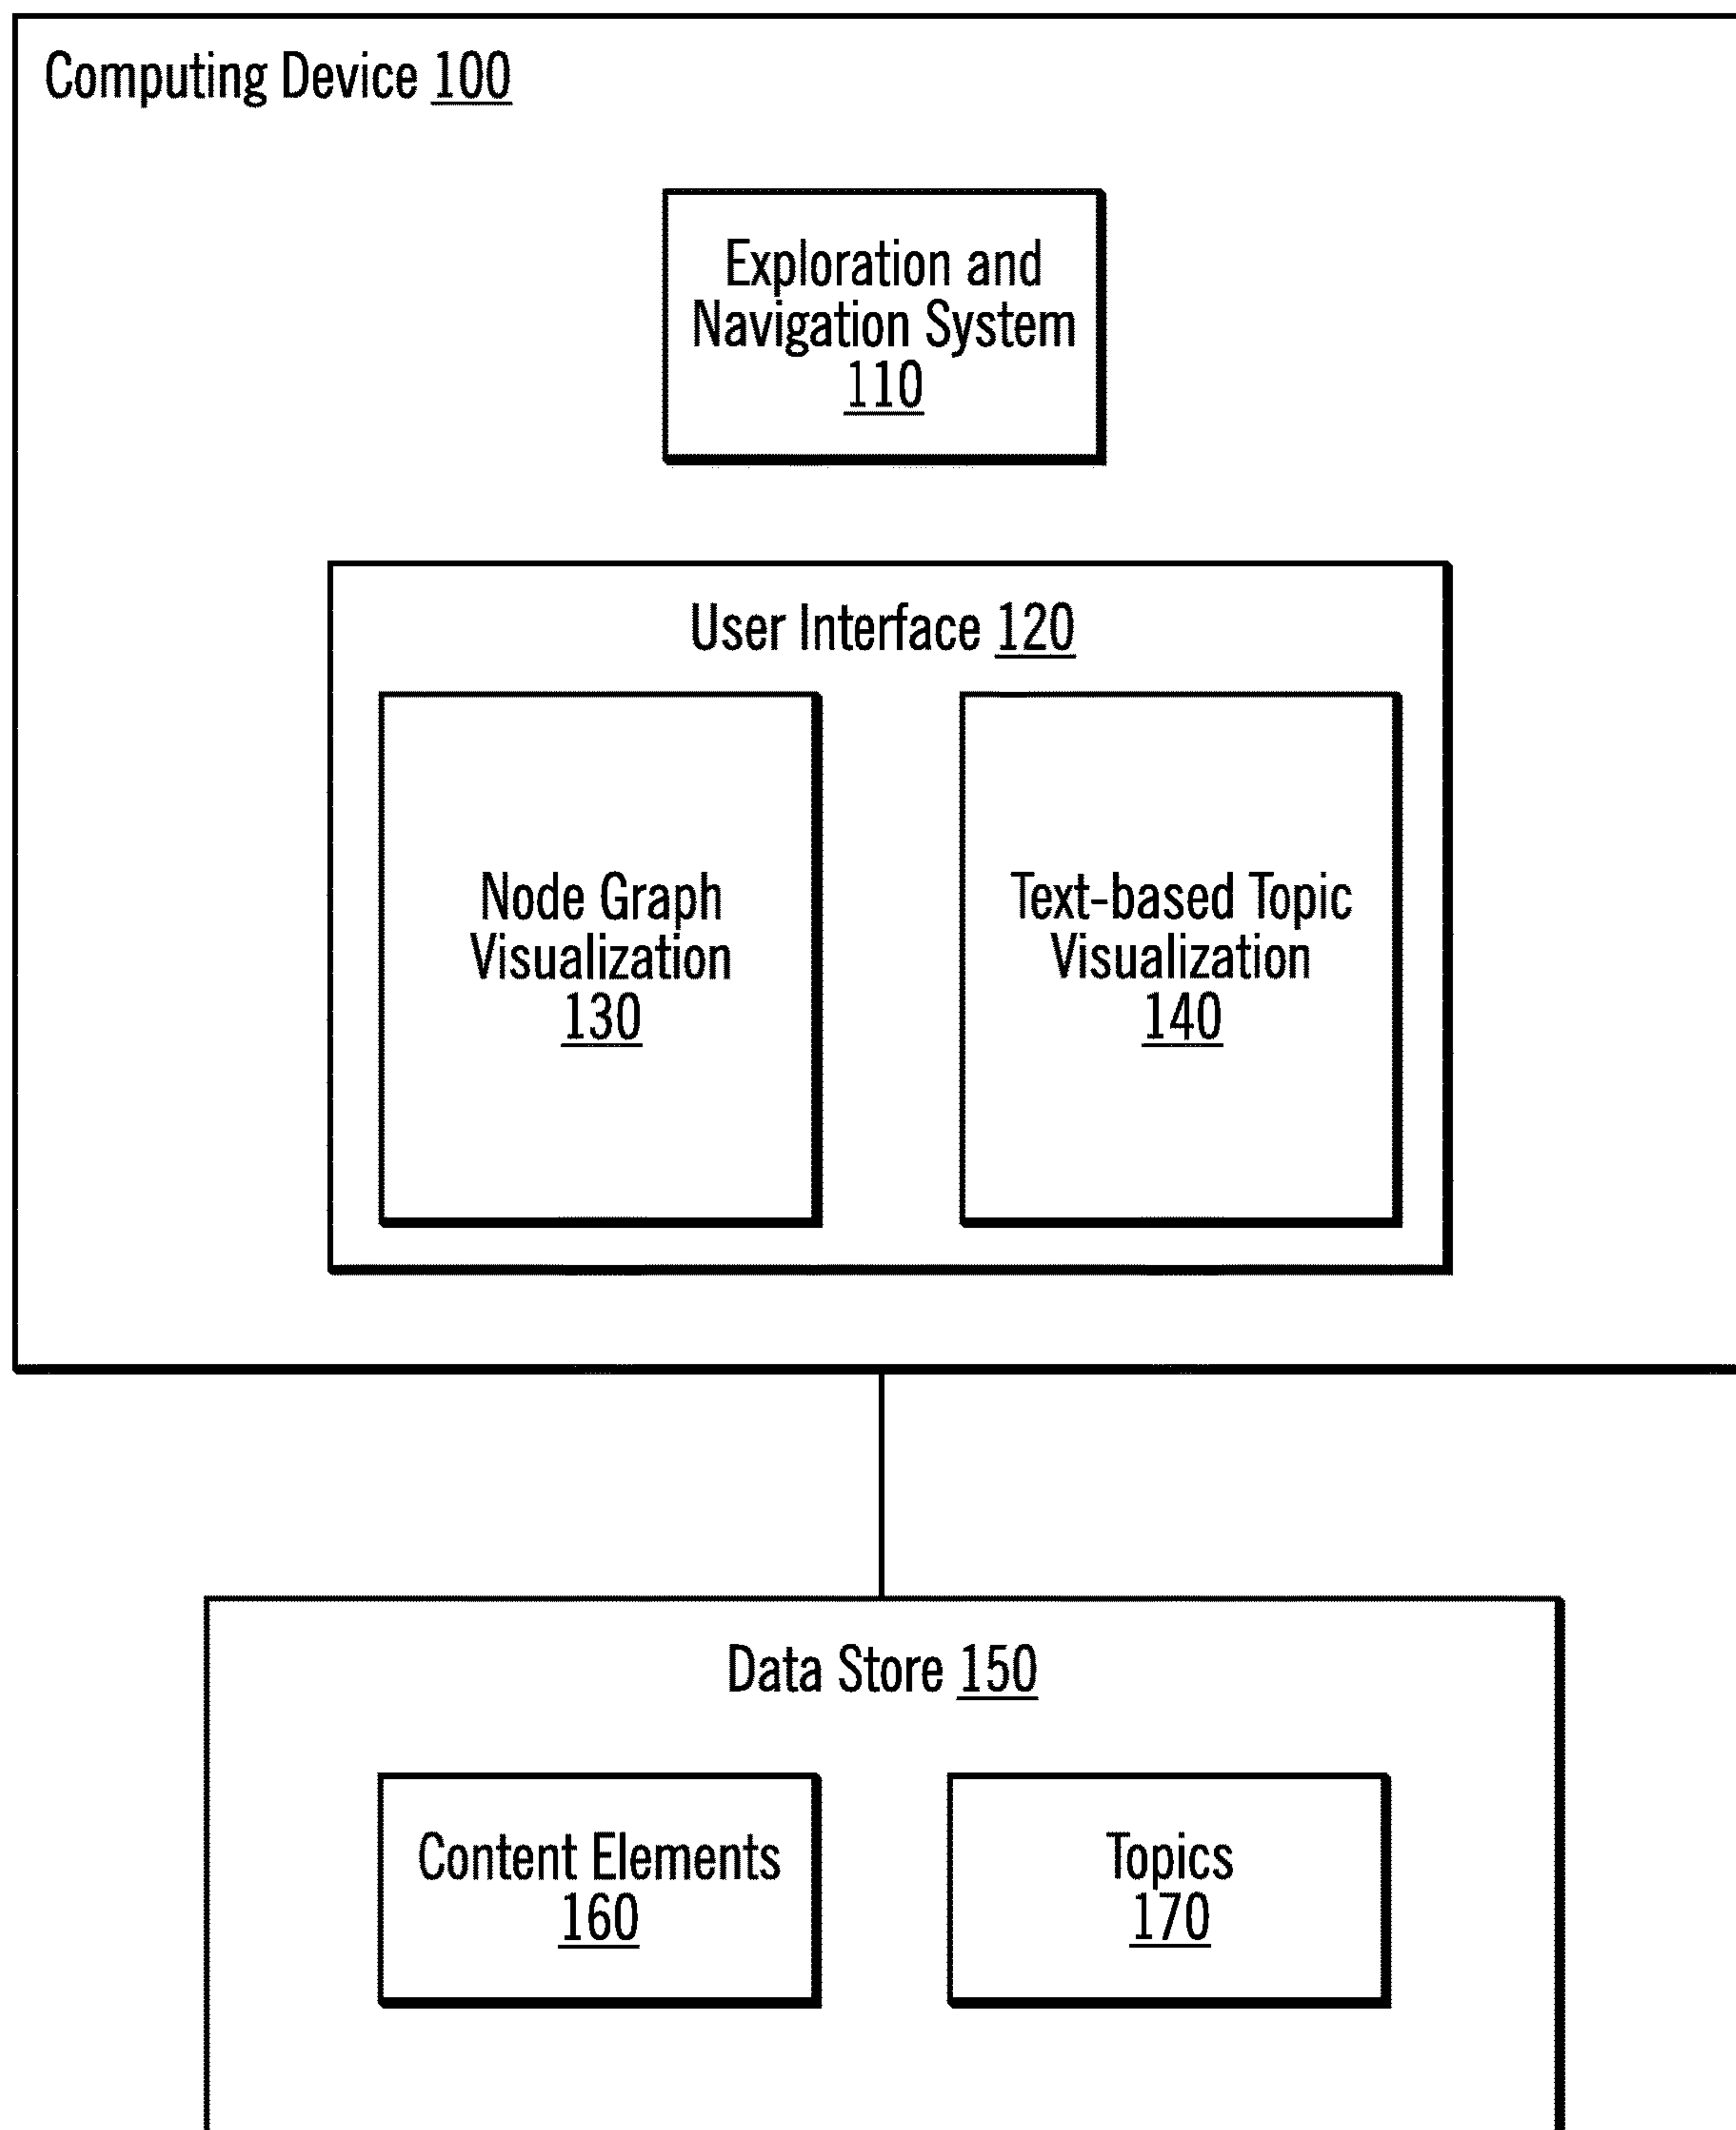 Computing Device 100
Exploration and
Navigation System
110
User Interface 120
Node Graph
Visualization
130
Text-based Topic
Visualization
140
Data Store 150
Content Elements
160
Topics
170